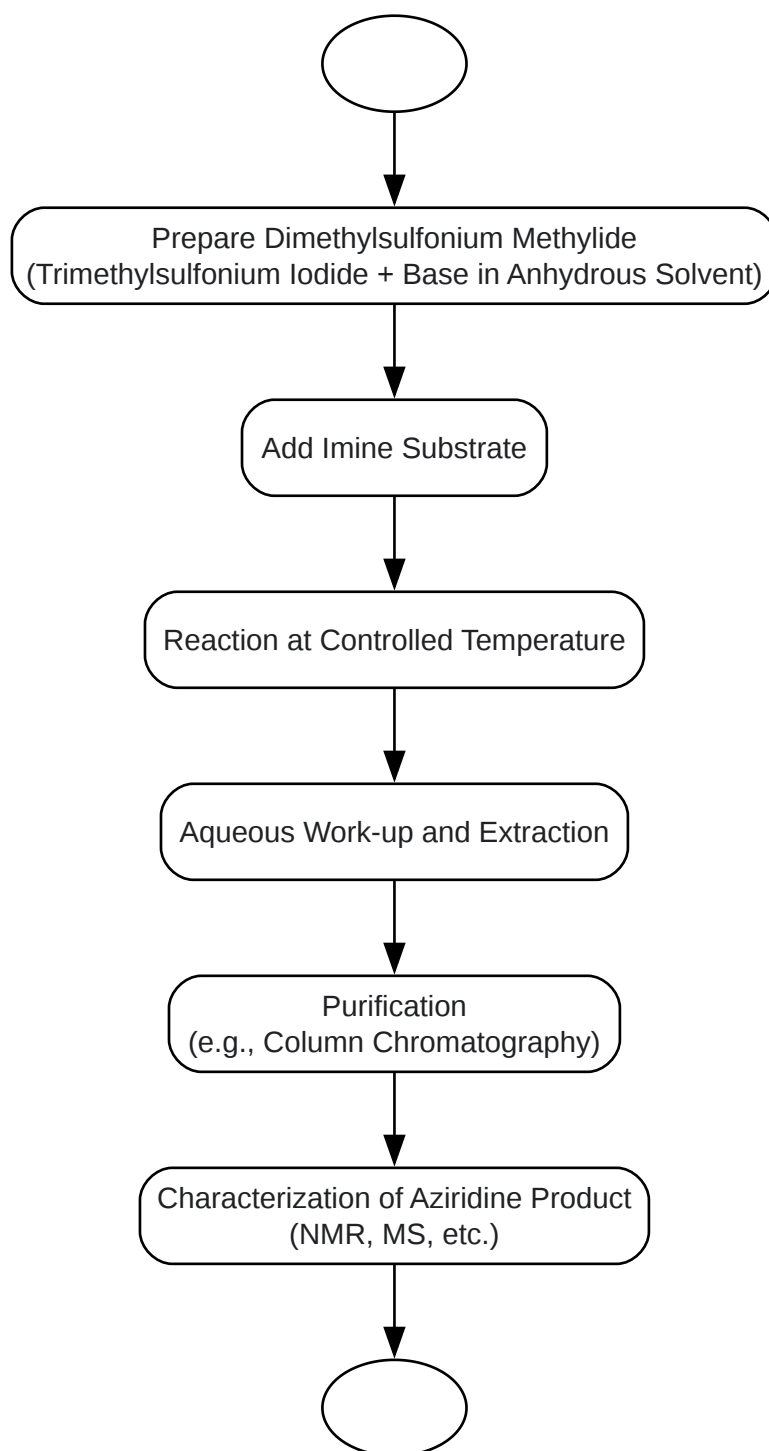 Prepare Dimethylsulfonium Methylide
(Trimethylsulfonium Iodide + Base in Anhydrous Solvent)
Add Imine Substrate
Reaction at Controlled Temperature
Aqueous Work-up and Extraction
Purification
(e.g., Column Chromatography)
Characterization of Aziridine Product
(NMR, MS, etc.)